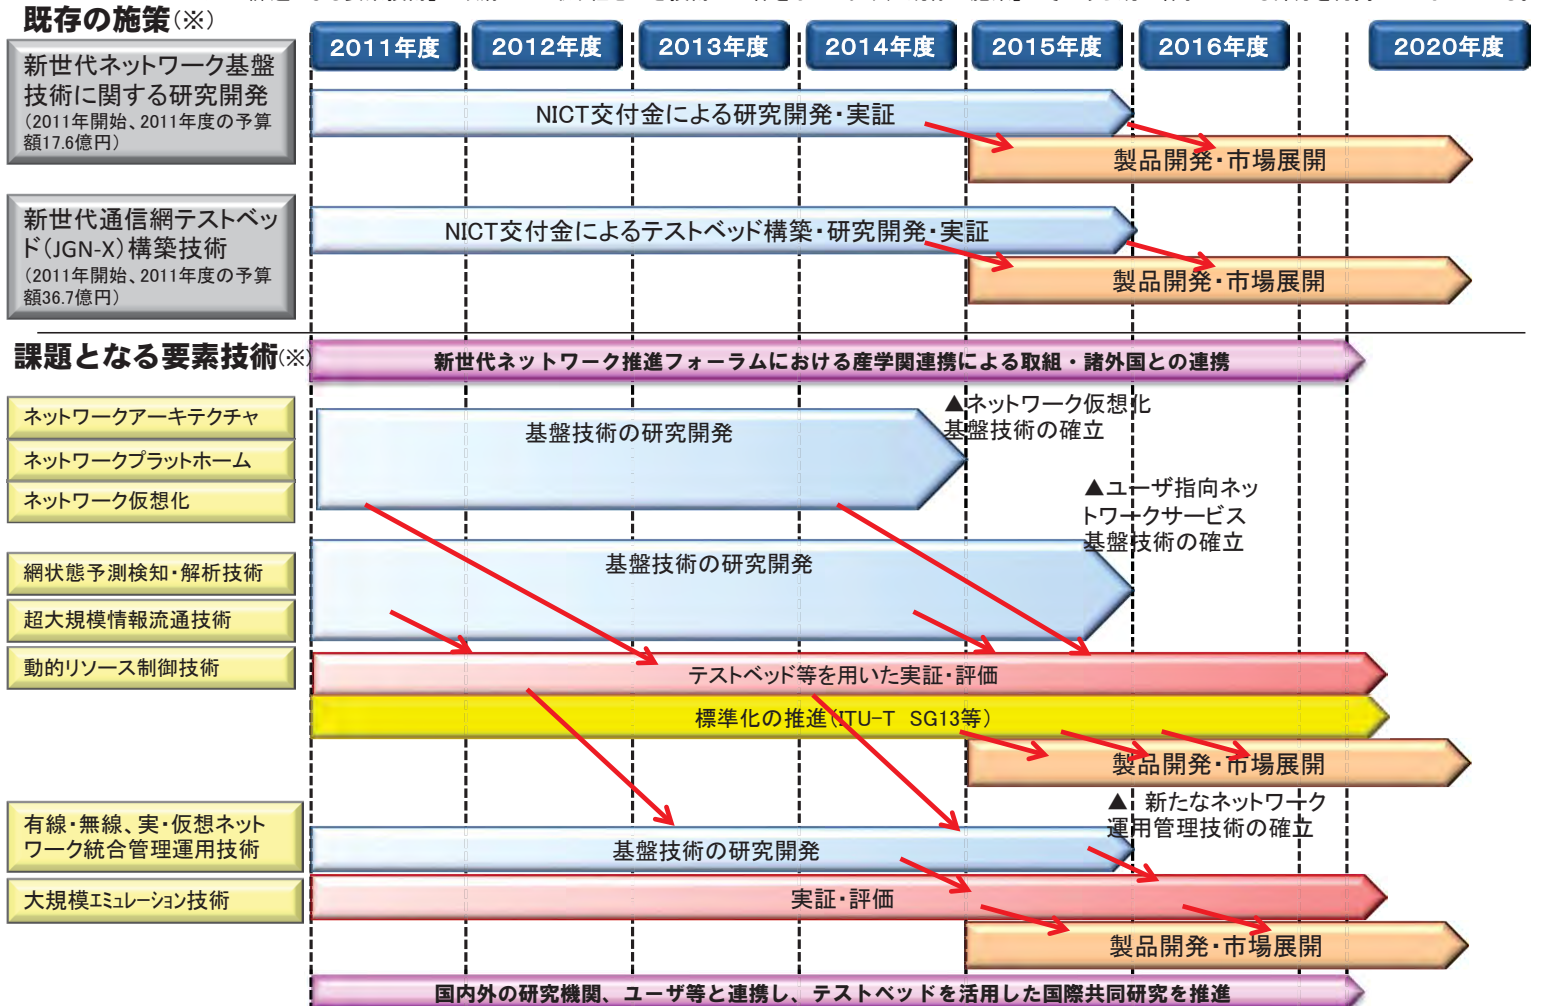 既存の施策(※)
2011年度
2012年度
2013年度
2014年度
2015年度
2016年度
2020年度
新世代ネットワーク基盤
技術に関する研究開発
(2011年開始、2011年度の予算
額17.6億円)
NICT交付金による研究開発・実証
製品開発・市場展開
新世代通信網テストベッ
ド(JGN-X)構築技術
(2011年開始、2011年度の予算
額36.7億円)
NICT交付金によるテストベッド構築・研究開発・実証
製品開発・市場展開
課題となる要素技術(※)
新世代ネットワーク推進フォーラムにおける産学関連携による取組・諸外国との連携
ネットワークアーキテクチャ
ネットワークプラットホーム
ネットワーク仮想化
基盤技術の研究開発
▲ネットワーク仮想化
基盤技術の確立
▲ユーザ指向ネッ
トワークサービス
基盤技術の確立
網状態予測検知・解析技術
超大規模情報流通技術
動的リソース制御技術
基盤技術の研究開発
テストベッド等を用いた実証・評価
標準化の推進(ITU-T SG13等)
製品開発・市場展開
▲ 新たなネットワーク
運用管理技術の確立
有線・無線、実・仮想ネット
ワーク統合管理運用技術
基盤技術の研究開発
大規模エミュレーション技術
実証・評価
製品開発・市場展開
国内外の研究機関、ユーザ等と連携し、テストベッドを活用した国際共同研究を推進